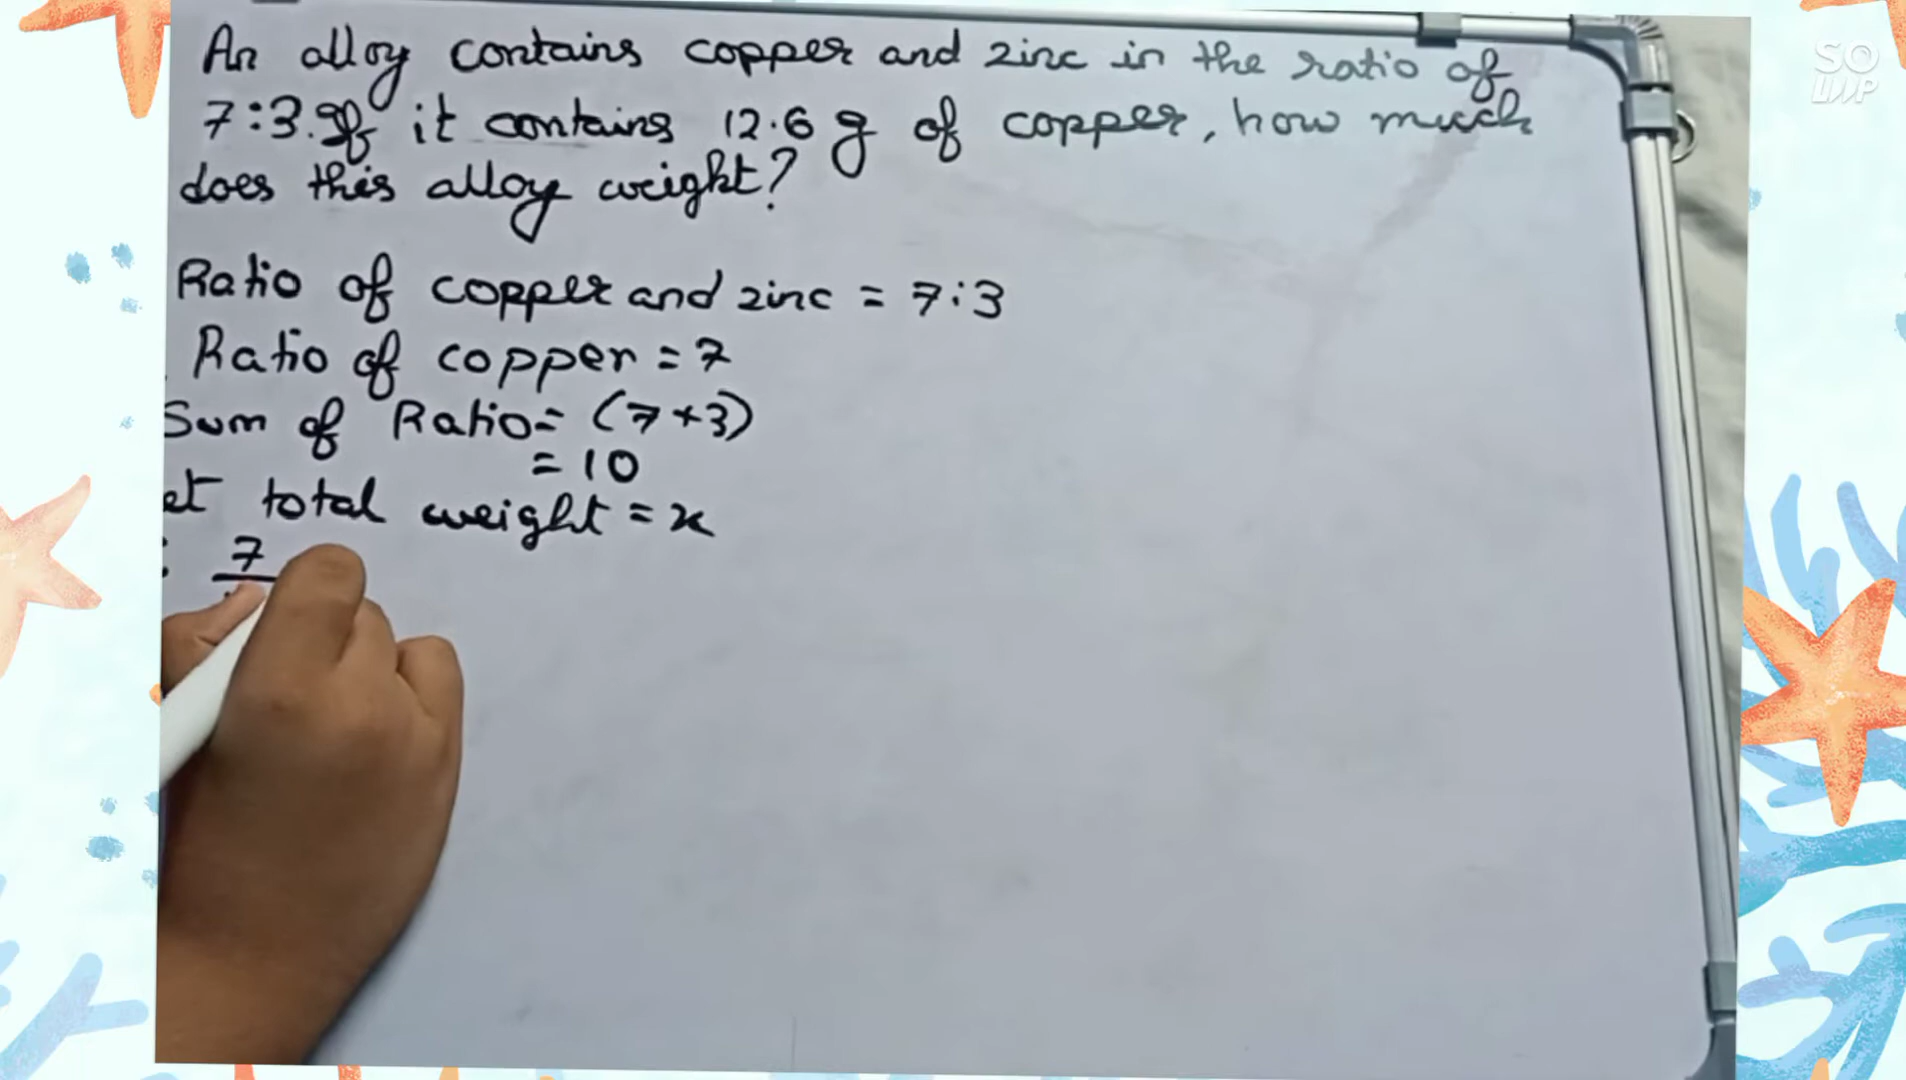 An alloy contains copper and zinc in the ratio of
7:3. If it contains 12.6 g of copper, how much
does this alloy weight?
Ratio of copper and zinc = 7:3
Ratio of copper = 7
Sum of Ratio = (7+3)
= 10
et total weight = x
7
SO
LMP